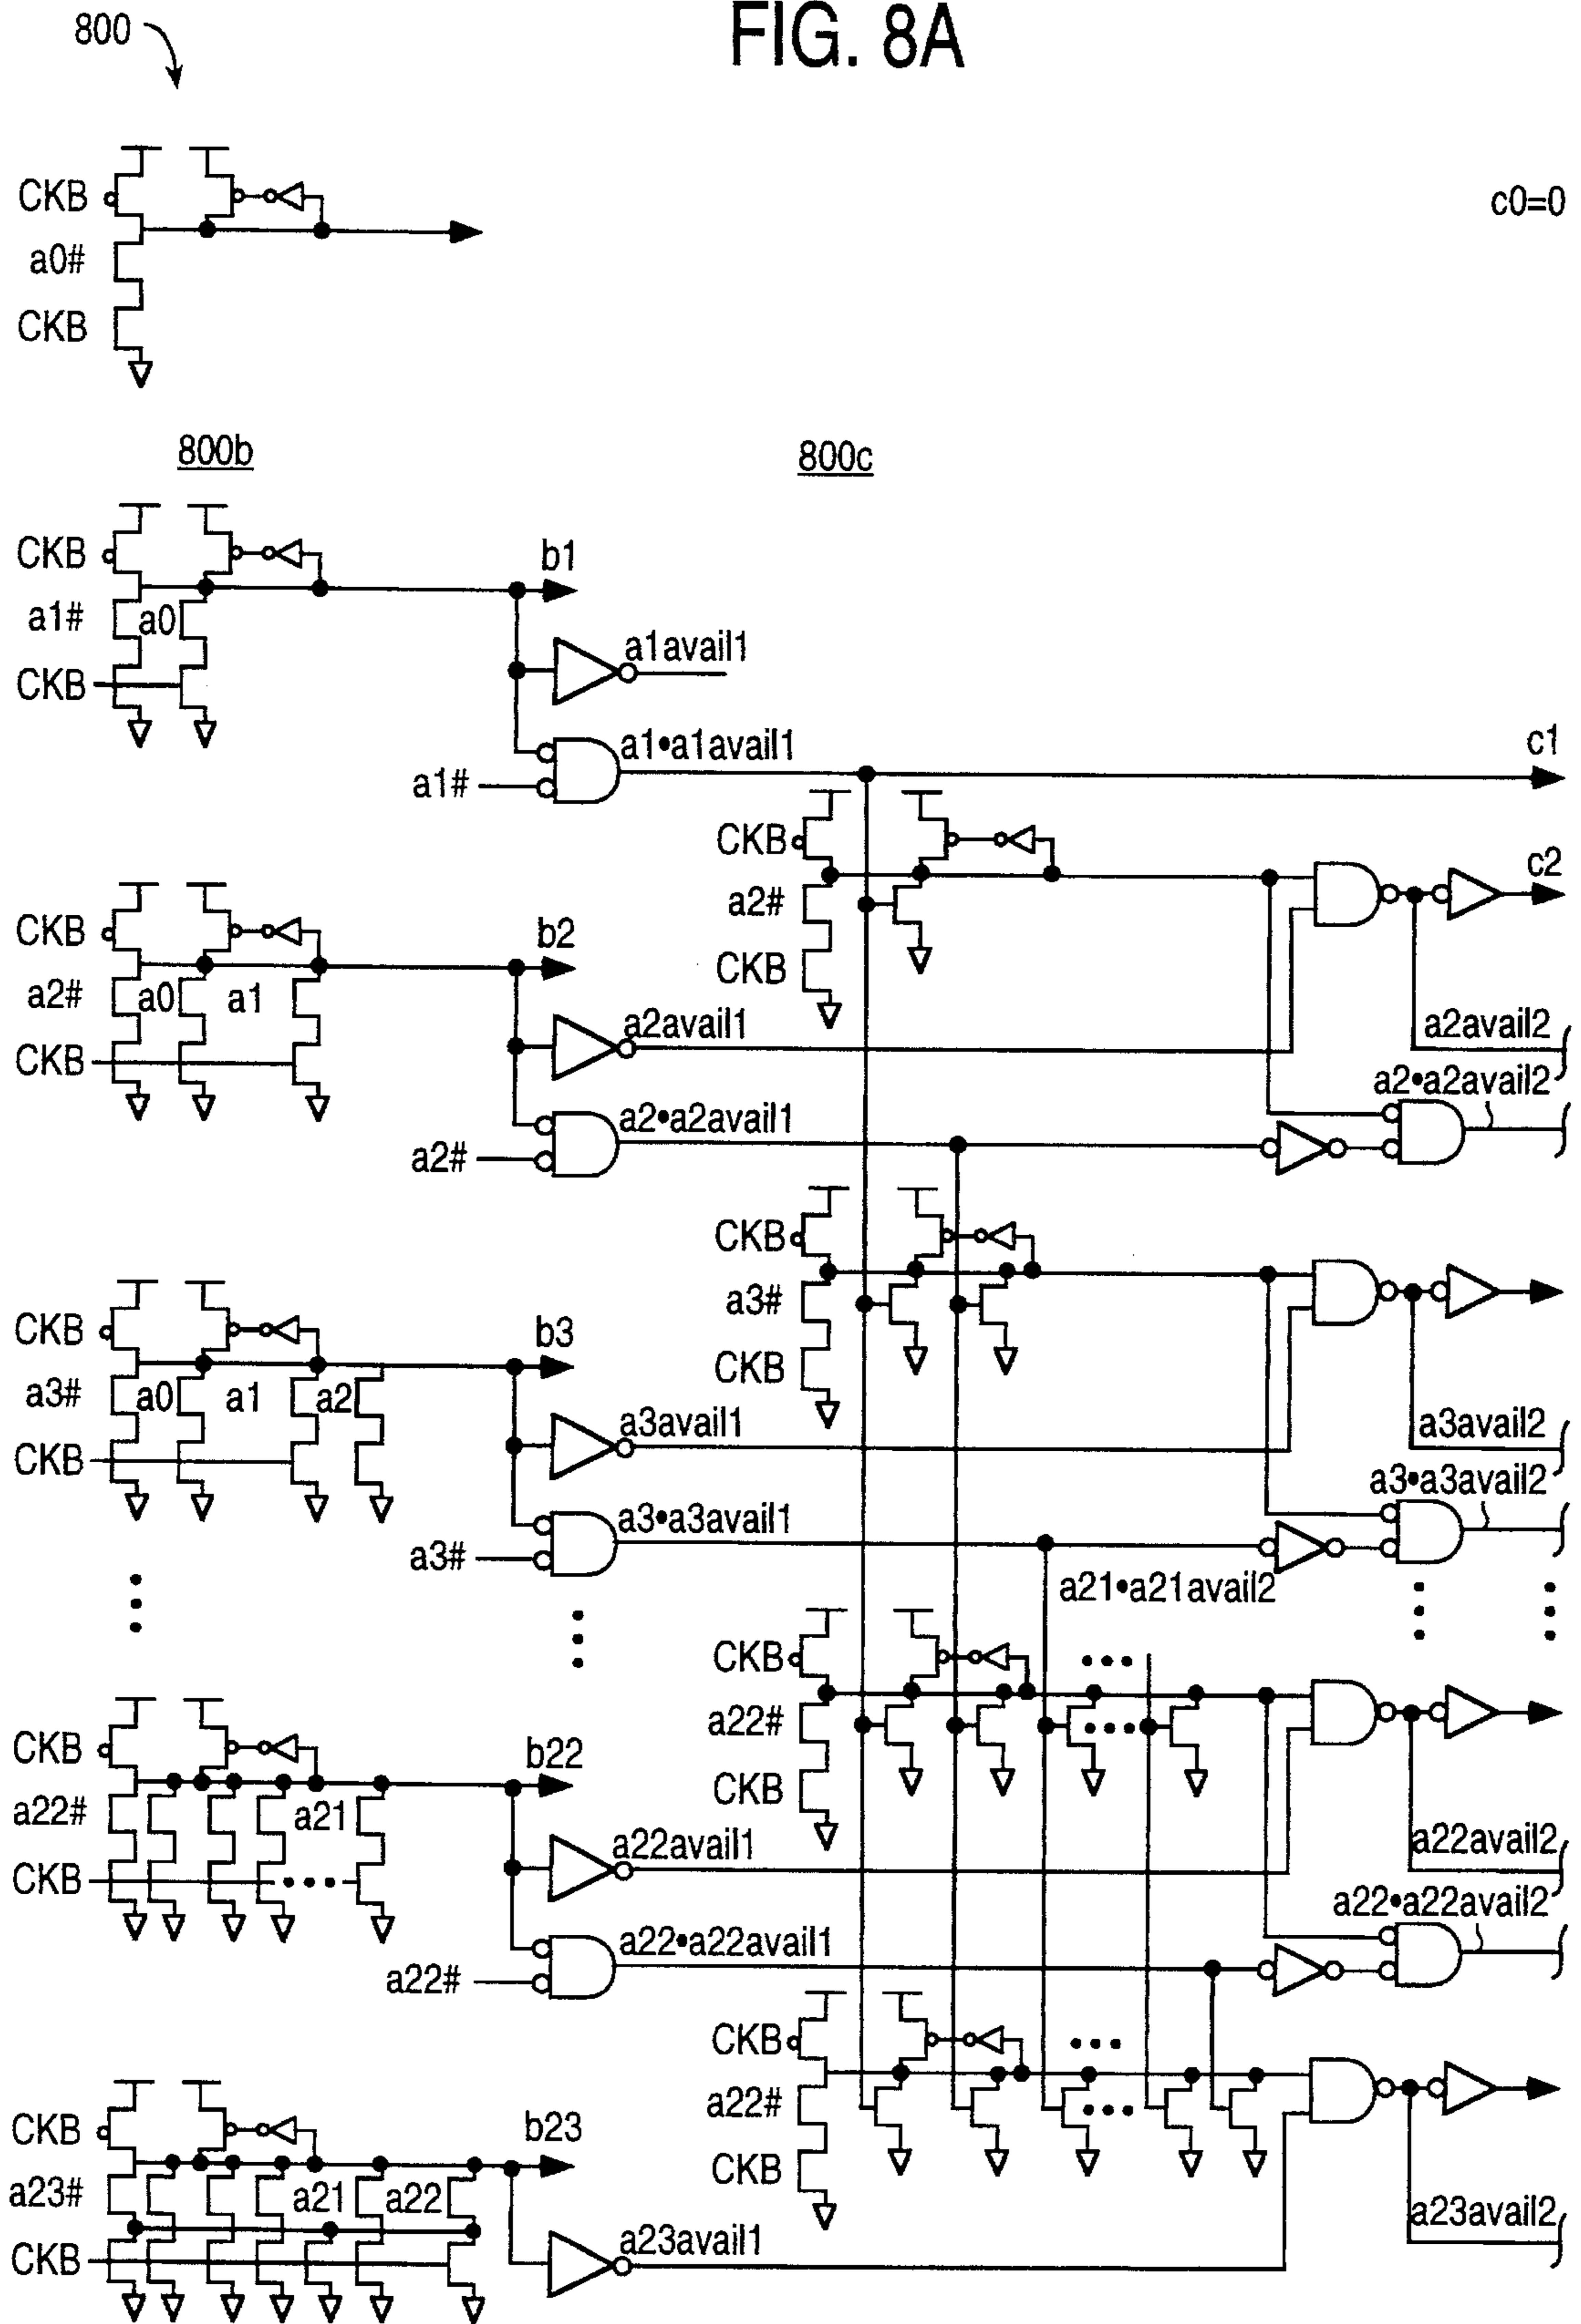 FIG. 8A
800
CKB
c0=0
a0#
CKB
800b
800c
CKB
b1
a1# a0
a1avail1
CKB
a1•a1avail1
c1
a1#
CKB
c2
a2#
CKB
b2
CKB
a2# a0 a1
a2avail1
a2avail2
CKB
a2•a2avail2
a2•a2avail1
a2#
CKB
a3#
CKB
b3
CKB
a3# a0 a1 a2
a3avail1
a3avail2
CKB
a3•a3avail2
a3•a3avail1
a3#
a21•a21avail2
CKB
a22#
CKB
b22
CKB
a22# a21
a22avail1
a22avail2
CKB
a22•a22avail2
a22•a22avail1
a22#
CKB
a22#
CKB
b23
CKB
a23# a21 a22
a23avail2
a23avail1
CKB